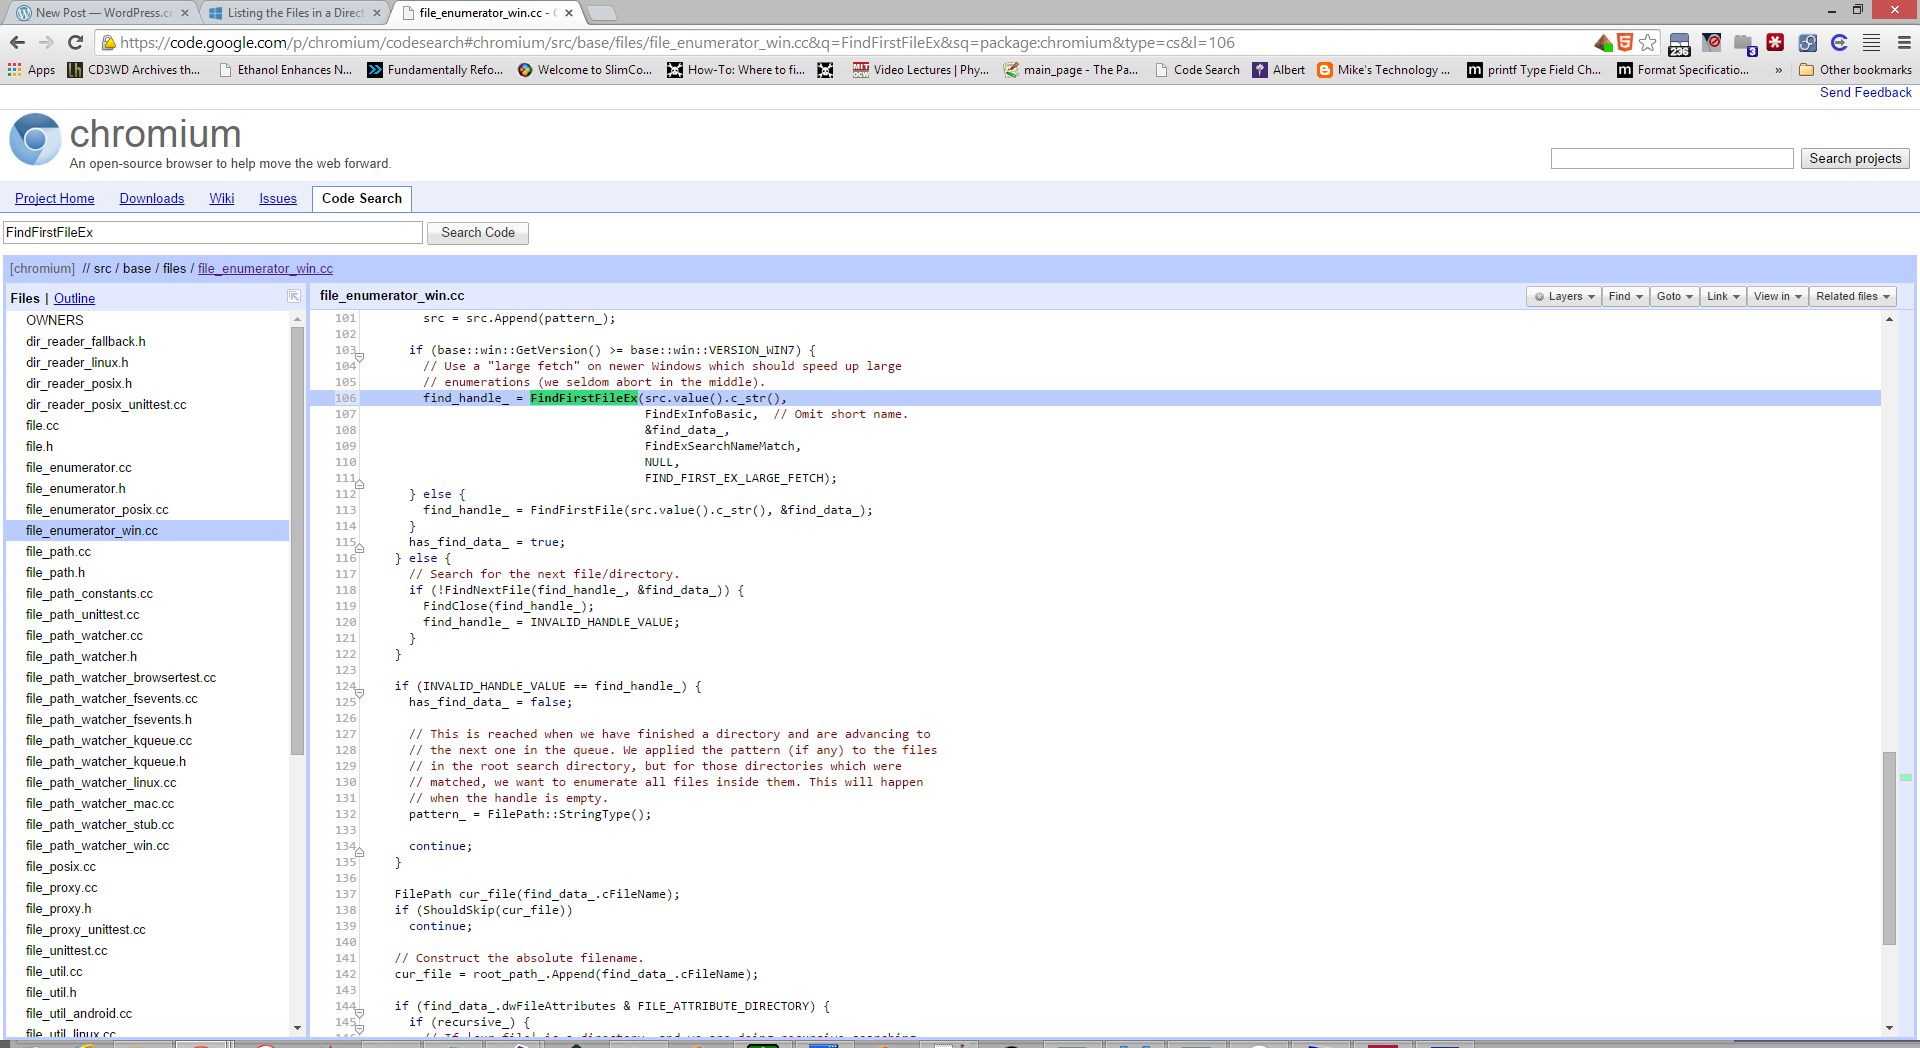 New Post — WordPress.co
Listing the Files in a Direct
file_enumerator_win.cc -
https://code.google.com/p/chromium/codesearch#chromium/src/base/files/file_enumerator_win.cc&q=FindFirstFileEx&sq=package:chromium&type=cs&l=106
236
3
Apps
CD3WD Archives th...
Ethanol Enhances N...
Fundamentally Refo...
Welcome to SlimCo...
How-To: Where to fi...
MIT OCW
Video Lectures | Phy...
main_page - The Pa...
Code Search
Albert
Mike's Technology ...
printf Type Field Ch...
Format Specificatio...
»
Other bookmarks
Send Feedback
chromium
An open-source browser to help move the web forward.
Search projects
Project Home
Downloads
Wiki
Issues
Code Search
FindFirstFileEx
Search Code
[chromium] // src / base / files / file_enumerator_win.cc
Files | Outline
OWNERS
dir_reader_fallback.h
dir_reader_linux.h
dir_reader_posix.h
dir_reader_posix_unittest.cc
file.cc
file.h
file_enumerator.cc
file_enumerator.h
file_enumerator_posix.cc
file_enumerator_win.cc
file_path.cc
file_path.h
file_path_constants.cc
file_path_unittest.cc
file_path_watcher.cc
file_path_watcher.h
file_path_watcher_browsertest.cc
file_path_watcher_fsevents.cc
file_path_watcher_fsevents.h
file_path_watcher_kqueue.cc
file_path_watcher_kqueue.h
file_path_watcher_linux.cc
file_path_watcher_mac.cc
file_path_watcher_stub.cc
file_path_watcher_win.cc
file_posix.cc
file_proxy.cc
file_proxy.h
file_proxy_unittest.cc
file_unittest.cc
file_util.cc
file_util.h
file_util_android.cc
file_util_linux.cc
file_enumerator_win.cc
Layers
Find
Goto
Link
View in
Related files
101 src = src.Append(pattern_);
102
103 if (base::win::GetVersion() >= base::win::VERSION_WIN7) {
104 // Use a "large fetch" on newer Windows which should speed up large
105 // enumerations (we seldom abort in the middle).
106 find_handle_ = FindFirstFileEx(src.value().c_str(),
107 FindExInfoBasic, // Omit short name.
108 &find_data_,
109 FindExSearchNameMatch,
110 NULL,
111 FIND_FIRST_EX_LARGE_FETCH);
112 } else {
113 find_handle_ = FindFirstFile(src.value().c_str(), &find_data_);
114 }
115 has_find_data_ = true;
116 } else {
117 // Search for the next file/directory.
118 if (!FindNextFile(find_handle_, &find_data_)) {
119 FindClose(find_handle_);
120 find_handle_ = INVALID_HANDLE_VALUE;
121 }
122 }
123
124 if (INVALID_HANDLE_VALUE == find_handle_) {
125 has_find_data_ = false;
126
127 // This is reached when we have finished a directory and are advancing to
128 // the next one in the queue. We applied the pattern (if any) to the files
129 // in the root search directory, but for those directories which were
130 // matched, we want to enumerate all files inside them. This will happen
131 // when the handle is empty.
132 pattern_ = FilePath::StringType();
133
134 continue;
135 }
136
137 FilePath cur_file(find_data_.cFileName);
138 if (ShouldSkip(cur_file))
139 continue;
140
141 // Construct the absolute filename.
142 cur_file = root_path_.Append(find_data_.cFileName);
143
144 if (find_data_.dwFileAttributes & FILE_ATTRIBUTE_DIRECTORY) {
145 if (recursive_) {